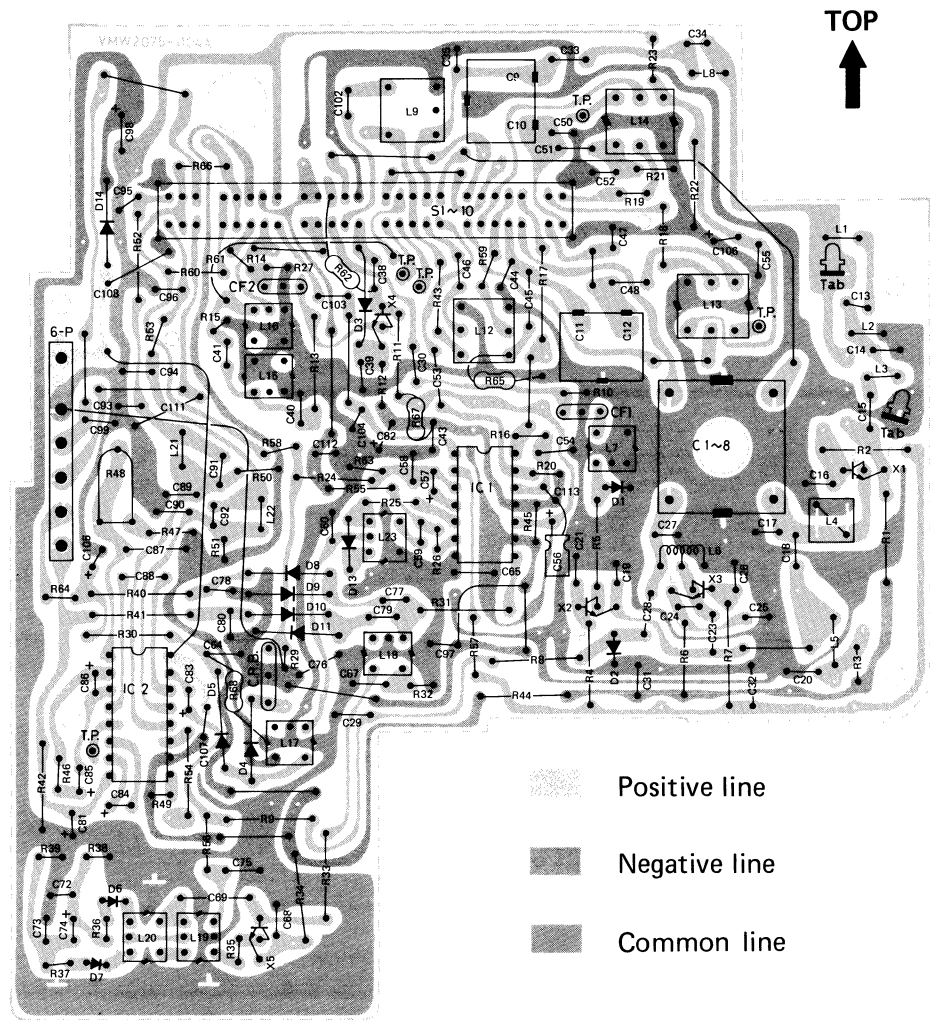 TOP
C34
C33
R23
L8
C9
C102
L9
T.P.
C10
C50
L14
C98
C51
R66
C52
R21
R22
C95
D14
S1~10
R19
R52
C47
R18
C106
L1
R61
R14
R62
C38
T.P.
T.P.
C46
R59
C44
R17
C55
Tab
R60
R27
CF2
R43
C45
C48
L13
C13
C108
C96
C103
X4
D3
L12
C11
C12
T.P.
6-P
R53
R15
L16
L2
C41
R13
R11
C14
C94
L15
C39
C80
C53
R65
L3
R12
R10
C93
C111
C40
R67
CF1
C15
C99
C104
C82
C43
Tab
L21
R58
C112
R16
C54
L7
C1~8
R2
R48
C91
R63
C58
C57
IC1
R20
X1
R50
R24
R55
C16
C89
C113
D1
C90
C92
L22
R25
R45
L4
R47
R51
L23
C59
R26
C56
C21
R5
C27
C17
C18
R1
C87
D13
L6
D8
C65
C19
X3
C88
C78
D9
R64
R40
C77
R31
X2
C28
C24
R41
D10
C79
C23
C25
R30
C80
D11
C97
R57
L5
R29
C76
L18
R8
R4
D2
R6
R7
R3
C86
IC2
C83
D5
R68
C67
R32
R44
C31
C32
C20
C29
T.P.
C107
D4
L17
R42
R46
C85
R54
Positive line
C84
R49
C81
R9
R56
R33
Negative line
R39
R38
C75
R34
C72
D6
C69
C73
C74
R36
L20
L19
R35
C68
X5
Common line
R37
D7